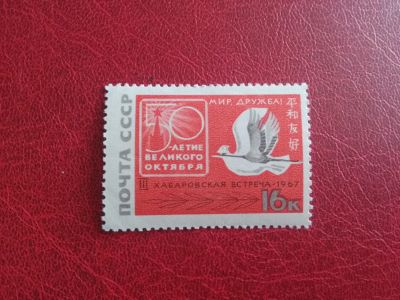 ПОЧТА СССР
50
-ЛЕТИЕ
ВЕЛИКОГО
ОКТЯБРЯ
МИР, ДРУЖБА!
平和友好
III ХАБАРОВСКАЯ ВСТРЕЧА-1967
16к